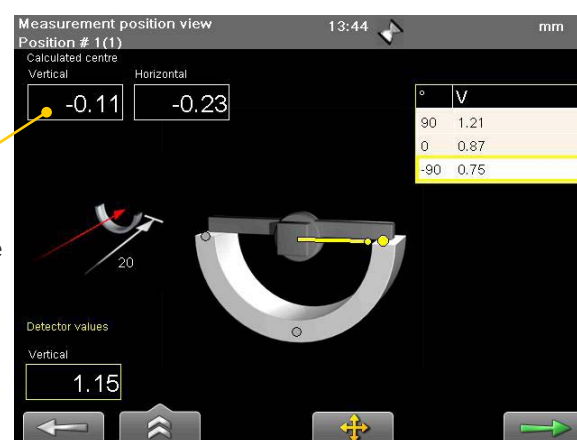 Measurement position view 13:44 mm
Position # 1(1)
Calculated centre
Vertical Horizontal
-0.11 -0.23
° V
90 1.21
0 0.87
-90 0.75
e
20
Detector values
Vertical
1.15